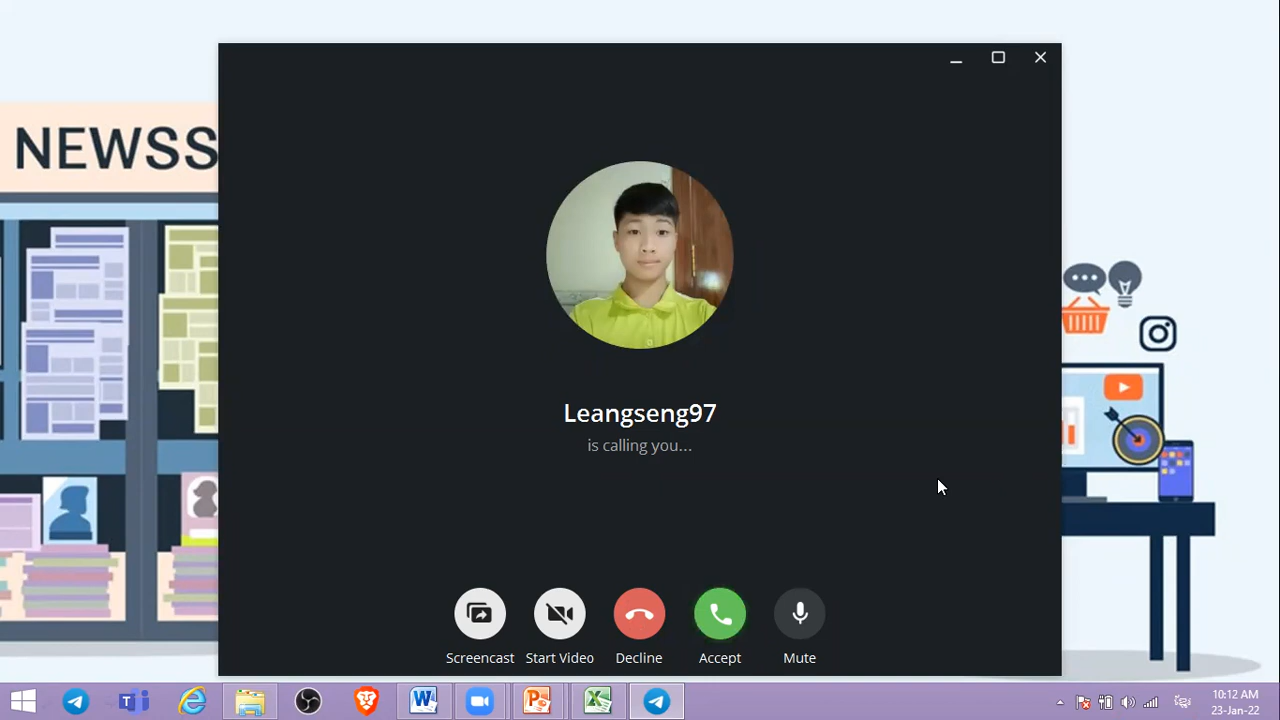 NEWSS
Leangseng97
is calling you...
Screencast
Start Video
Decline
Accept
Mute
10:12 AM
23-Jan-22